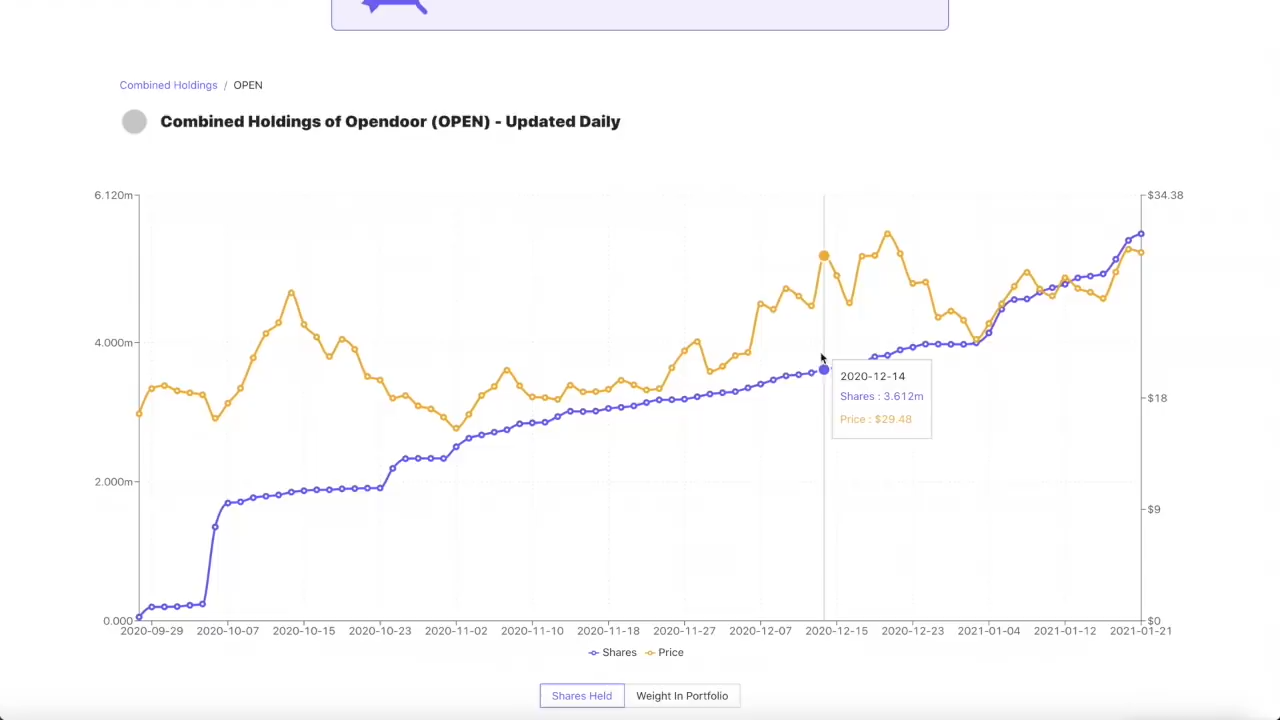 Combined Holdings / OPEN
Combined Holdings of Opendoor (OPEN) - Updated Daily
6.120m
$34.38
4.000m
2020-12-14
Shares : 3.612m
$18
Price : $29.48
2.000m
$9
0.000
$0
2020-09-29 2020-10-07 2020-10-15 2020-10-23 2020-11-02 2020-11-10 2020-11-18 2020-11-27 2020-12-07 2020-12-15 2020-12-23 2021-01-04 2021-01-12 2021-01-21
Shares Price
Shares Held Weight In Portfolio